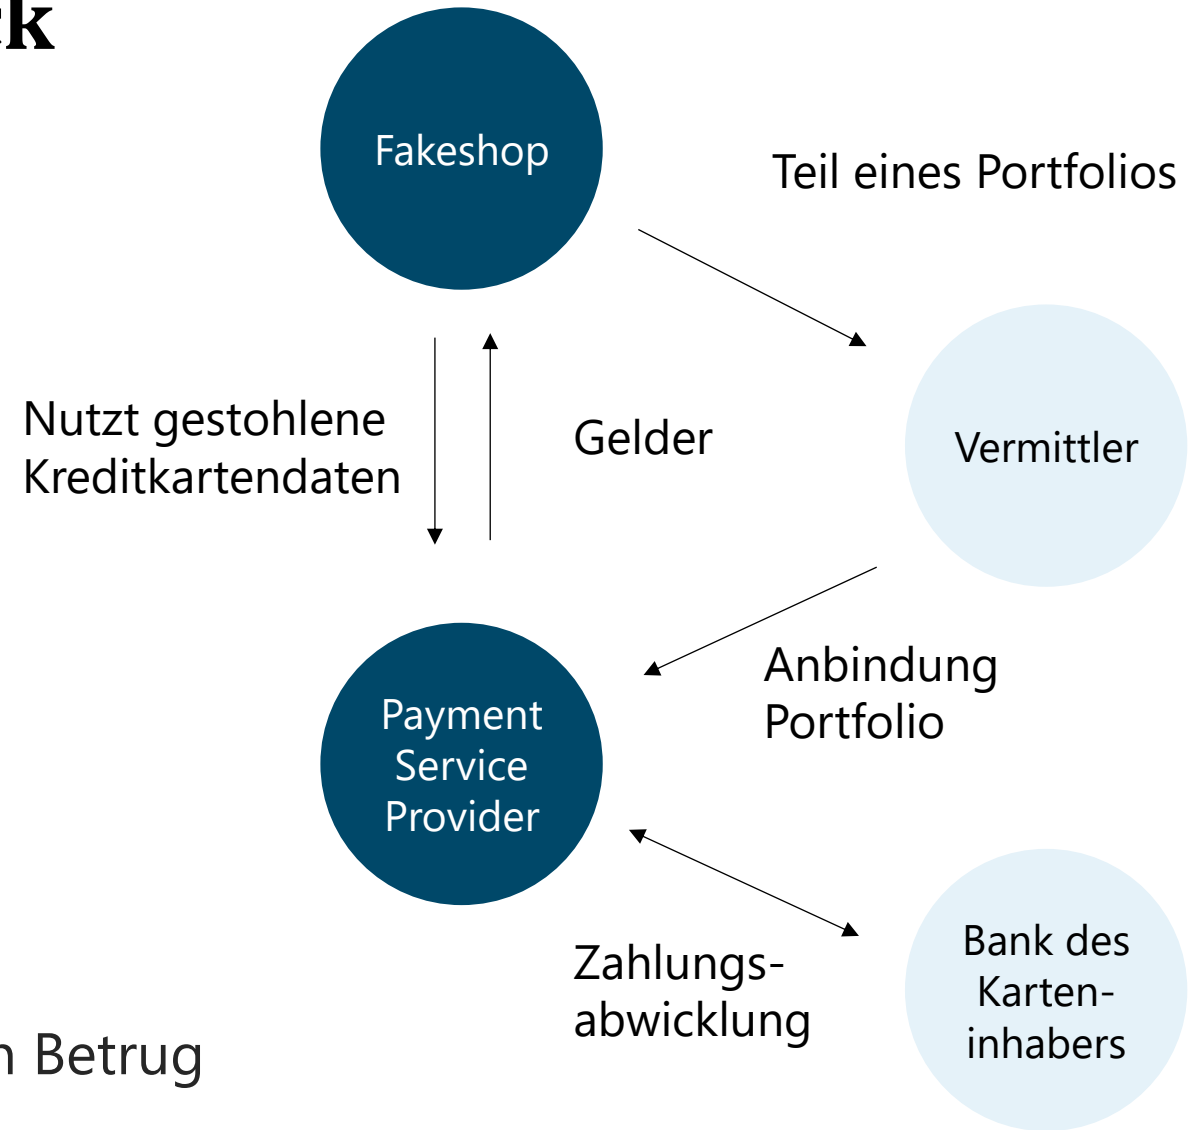 ck
Fakeshop
Teil eines Portfolios
Nutzt gestohlene
Kreditkartendaten
Gelder
Vermittler
Anbindung
Portfolio
Payment
Service
Provider
Zahlungs-
abwicklung
Bank des
Karten-
inhabers
n Betrug